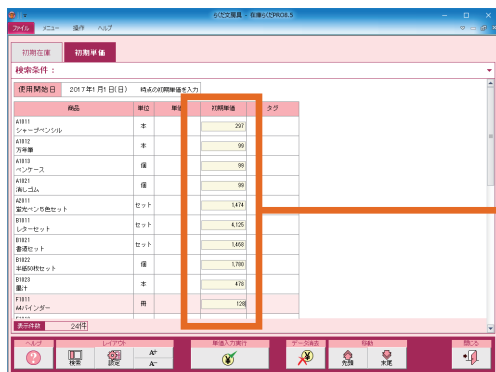 らくだ文房具 - 在庫らくだPRO8.5
ファイル メニュー 操作 ヘルプ
初期在庫 初期単価
検索条件：
使用開始日 2017年1月1日(日) 時点の初期単価を入力
商品 単位 単 初期単価 タグ
A1011
シャープペンシル 本 297
A1012
万年筆 本 99
A1013
ペンケース 個 99
A1021
消しゴム 個 99
A2011
蛍光ペン5色セット セット 1,474
B1011
レターセット セット 4,125
B1021
書道セット セット 1,468
B1022
半紙50枚セット 個 1,780
B1023
墨汁 本 478
F1011
A4バインダー 冊 128
表示件数 24件
ヘルプ レイアウト 単価入力実行 データ消去 移動 閉じる
検索 設定 A+ A- 先頭 末尾